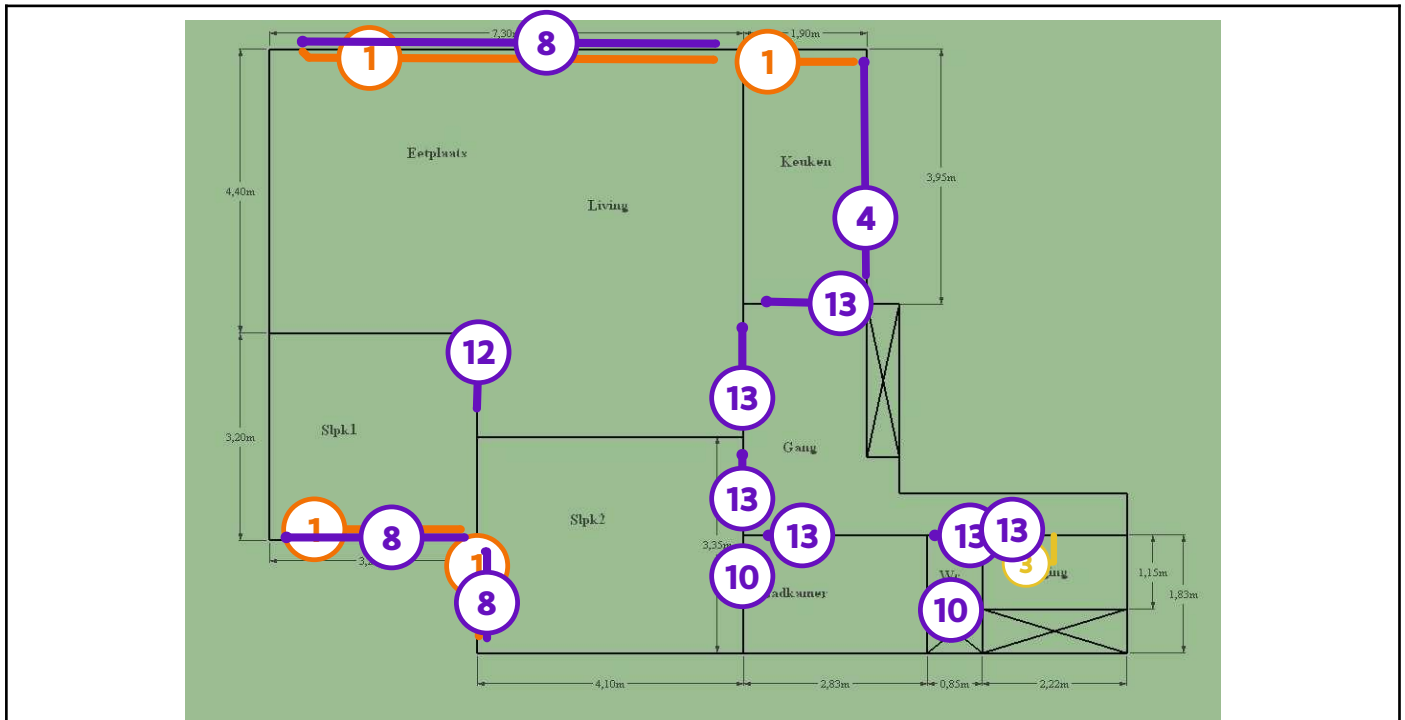 7,30m
1,90m
8
1
1
Eetplaats
Keuken
4,40m
3,95m
Living
4
13
12
13
Slpk1
3,20m
Gang
13
Slpk2
1
8
13
13
13
3,35m
1
3
10
Wc
1,15m
8
10
1,83m
4,10m
2,83m
0,85m
2,22m